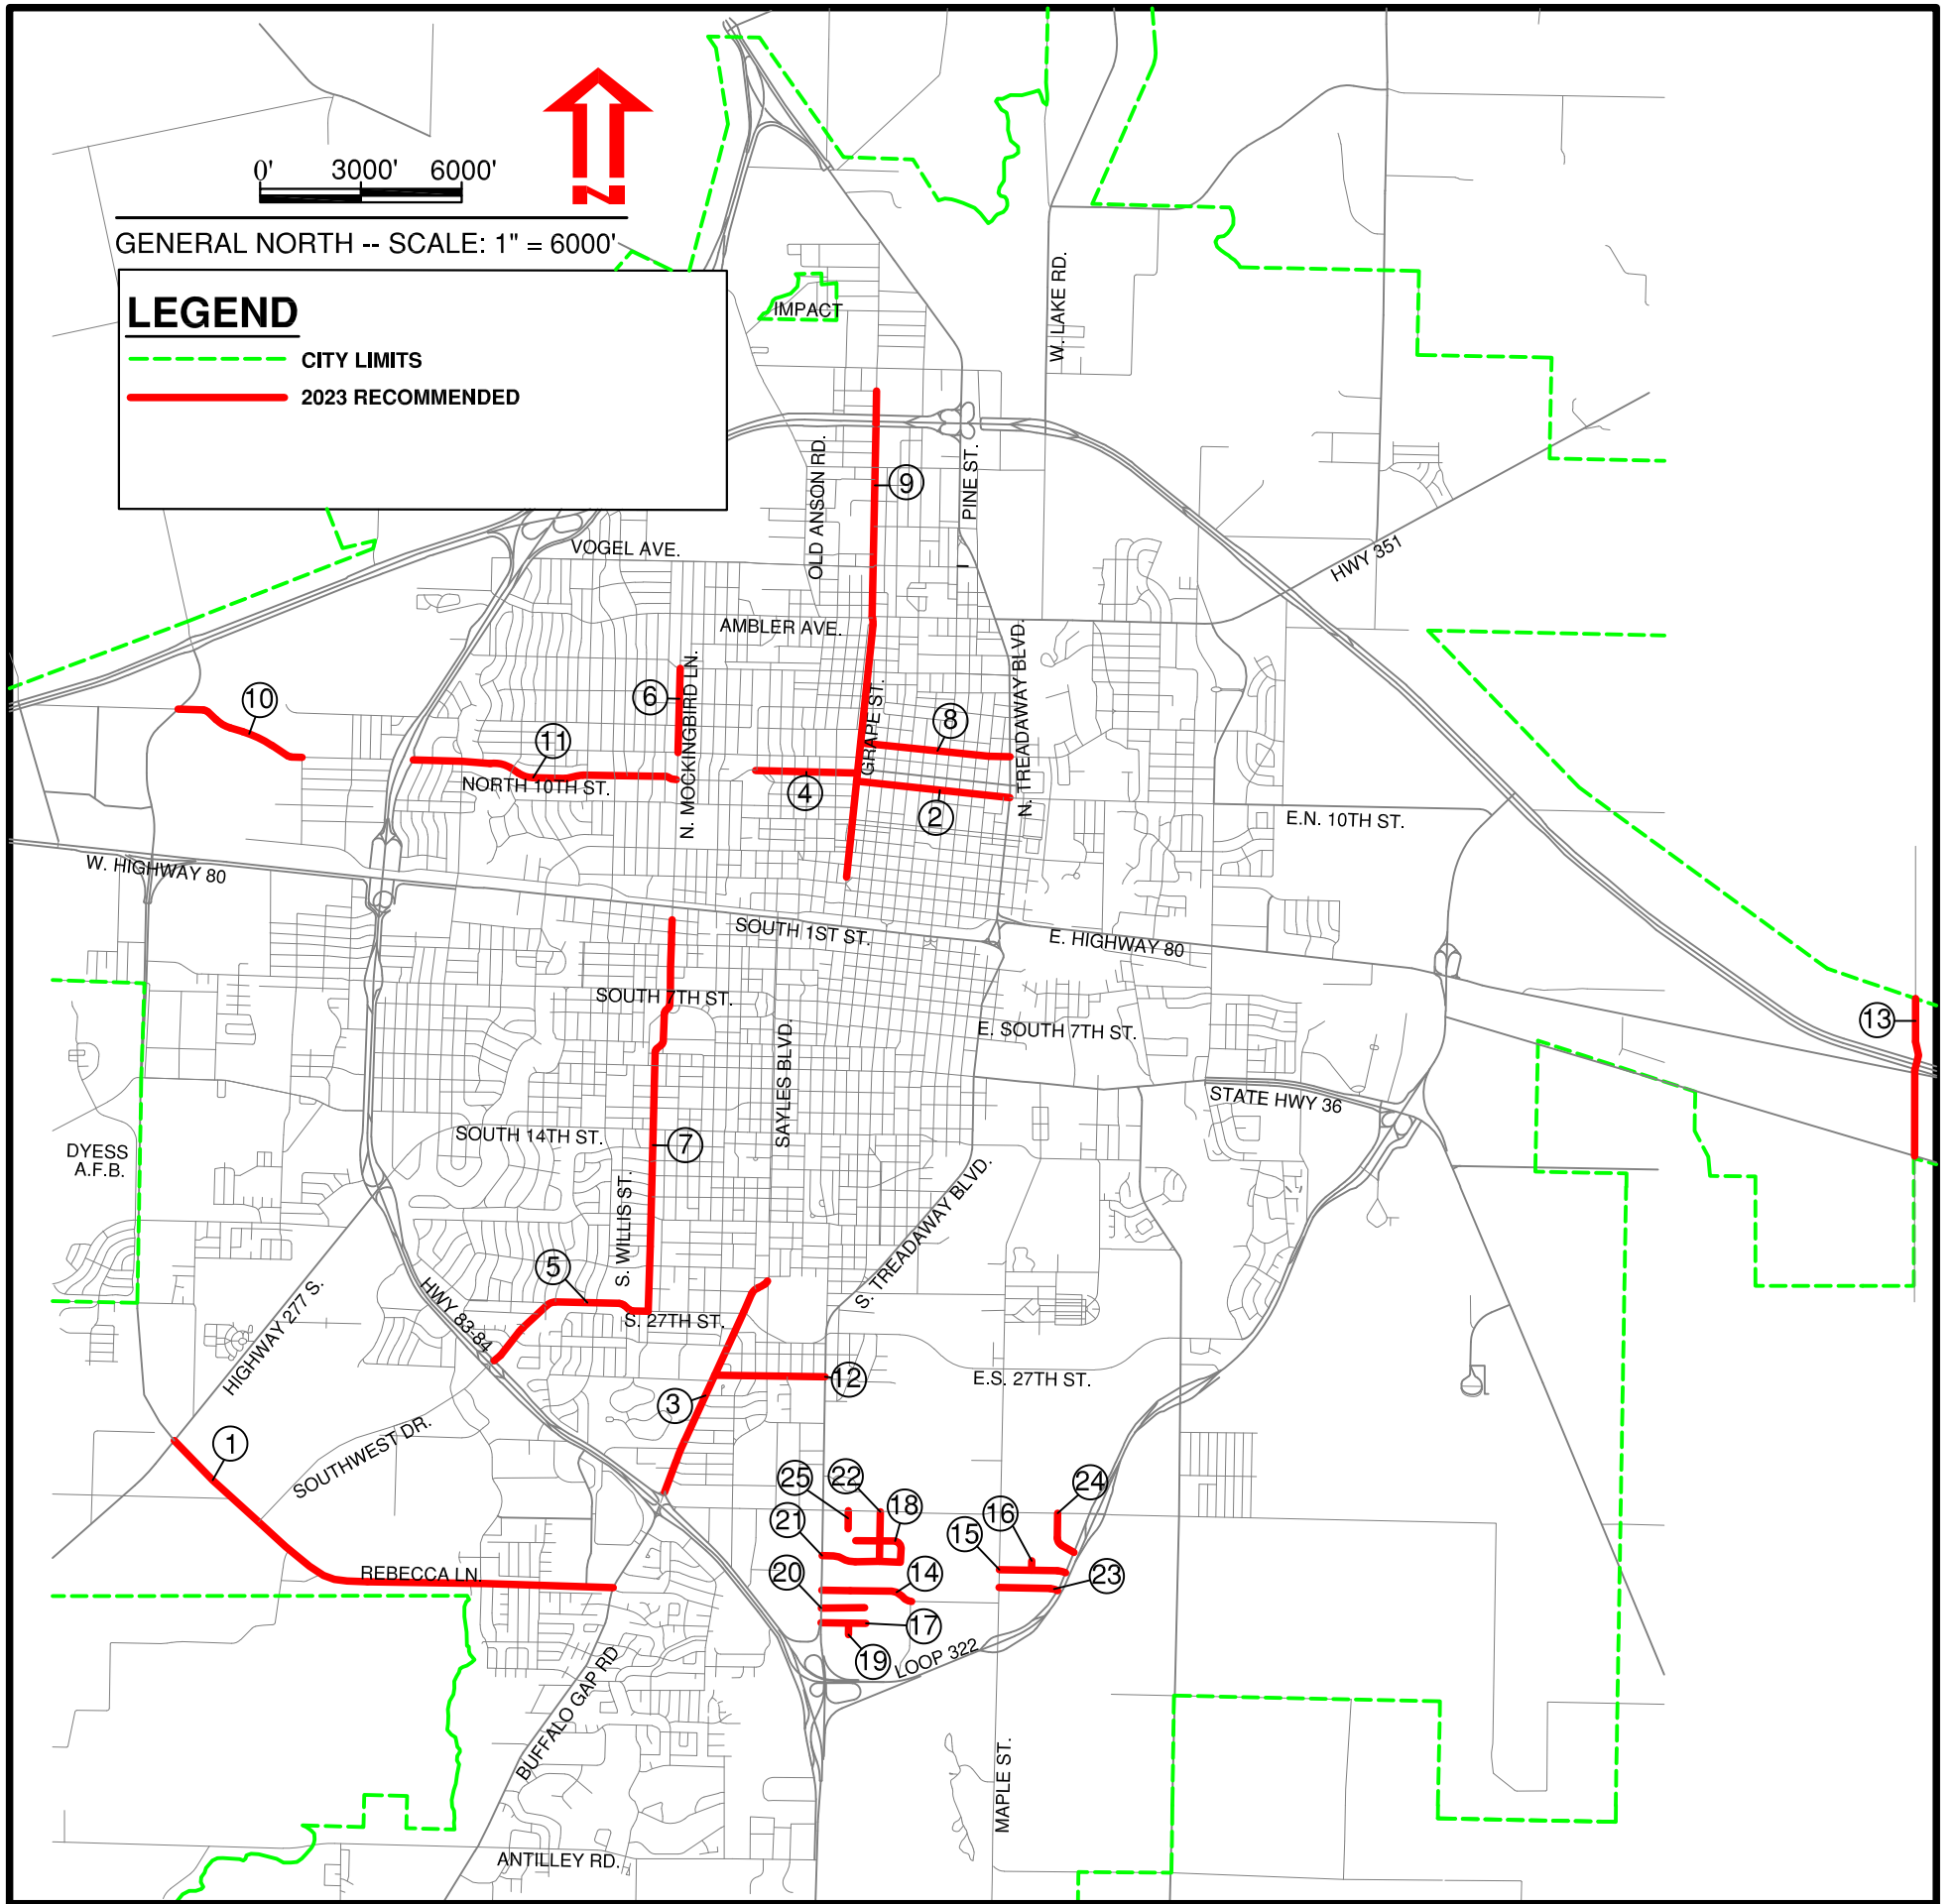 0' 3000' 6000'
N
GENERAL NORTH -- SCALE: 1" = 6000'
LEGEND
CITY LIMITS
2023 RECOMMENDED
IMPACT
W. LAKE RD.
OLD ANSON RD.
PINE ST.
9
VOGEL AVE.
HWY 351
AMBLER AVE.
N. MOCKINGBIRD LN.
N. TREADAWAY BLVD.
GRAPE ST.
10
6
8
11
NORTH 10TH ST.
4
2
E.N. 10TH ST.
W. HIGHWAY 80
SOUTH 1ST ST.
E. HIGHWAY 80
SOUTH 7TH ST.
E. SOUTH 7TH ST.
13
SAYLES BLVD.
STATE HWY 36
SOUTH 14TH ST.
7
DYESS
A.F.B.
S. WILLIS ST.
S. TREADAWAY BLVD.
5
HWY 83-84
S. 27TH ST.
HIGHWAY 277 S.
12
E.S. 27TH ST.
3
1
SOUTHWEST DR.
25
22
18
24
21
16
15
REBECCA LN.
20
14
23
17
19
LOOP 322
BUFFALO GAP RD
MAPLE ST.
ANTILLEY RD.